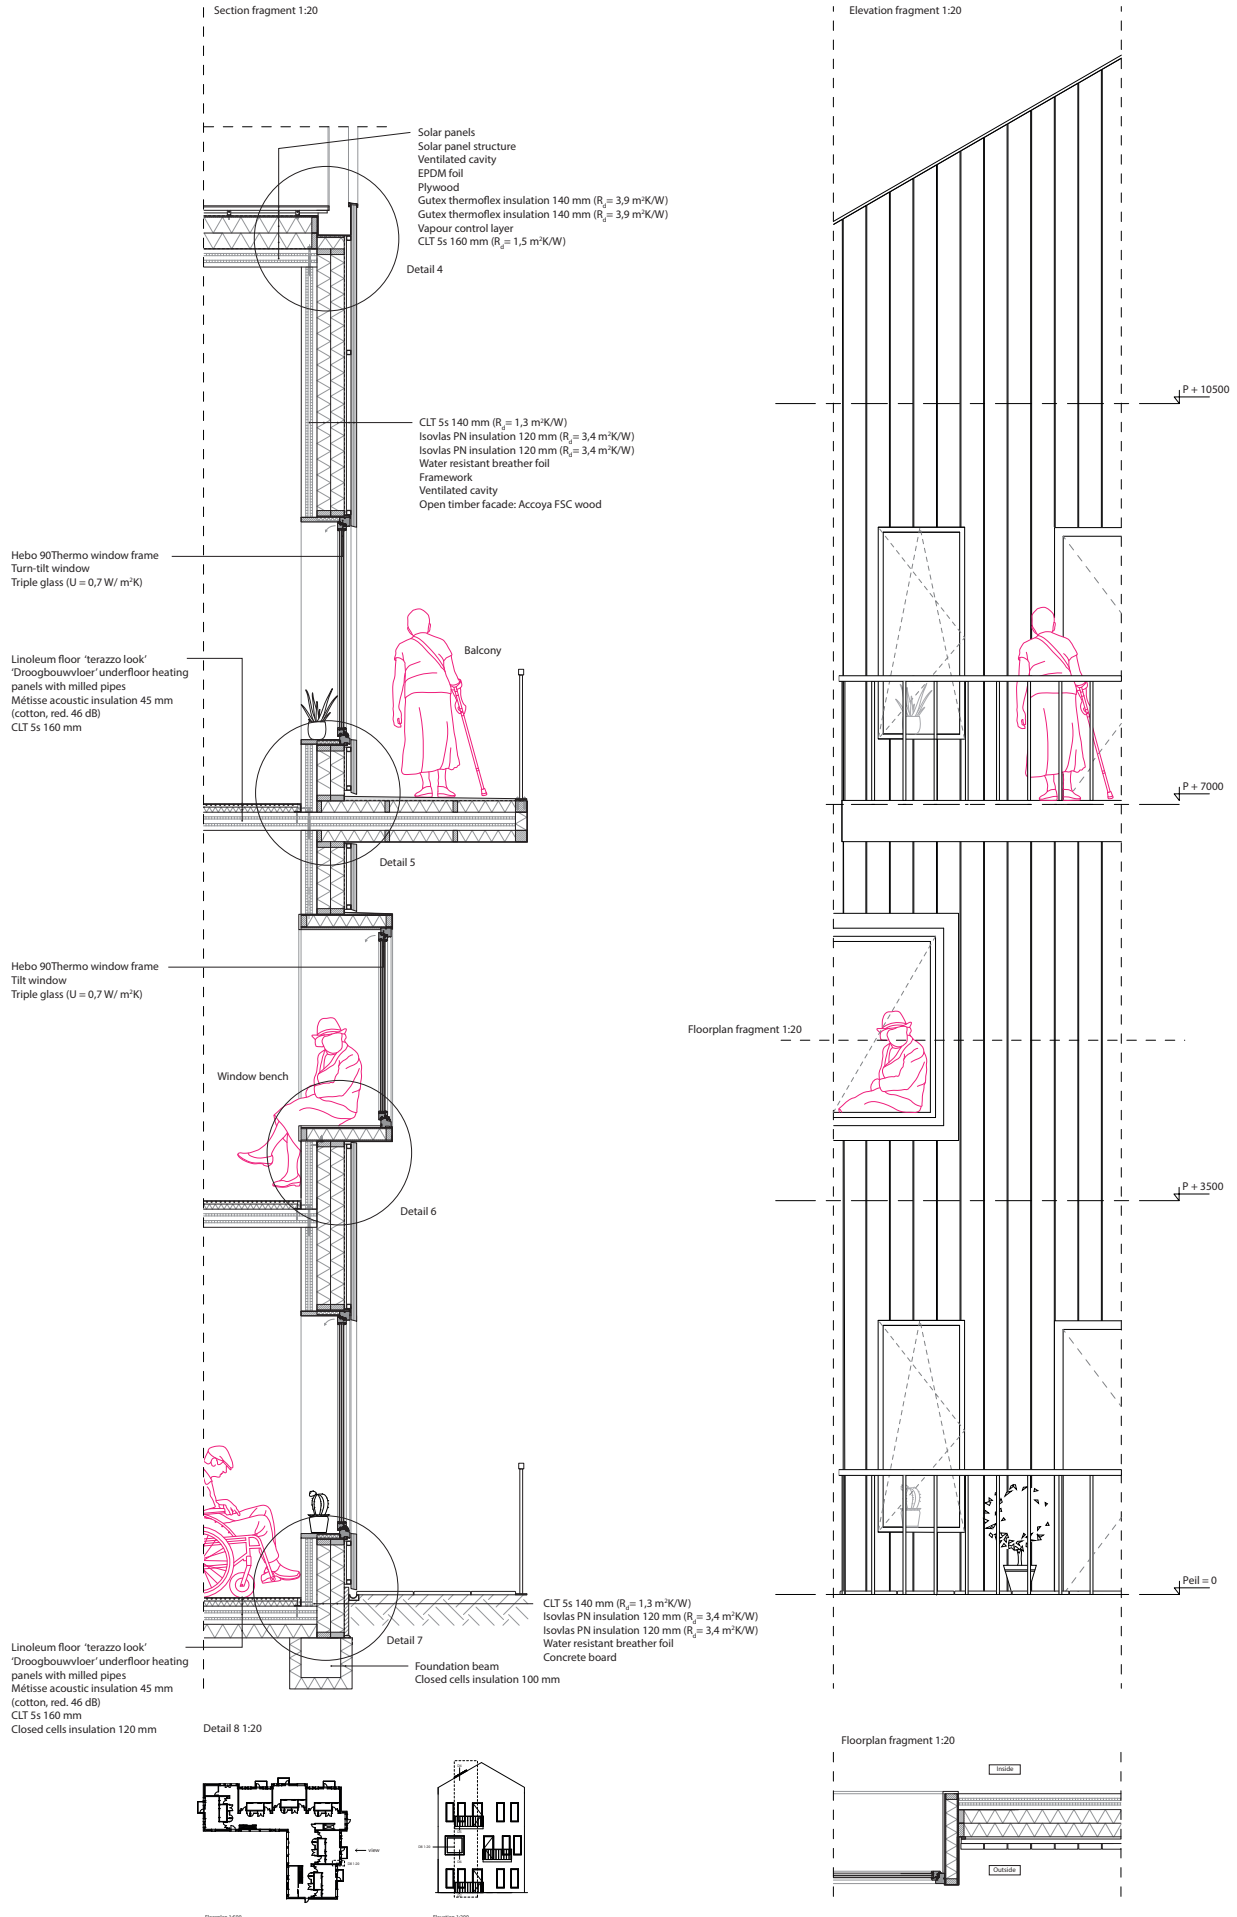 Section fragment 1:20
Elevation fragment 1:20
Solar panels
Solar panel structure
Ventilated cavity
EPDM foil
Plywood
Gutex thermoflex insulation 140 mm (Rd= 3,9 m²K/W)
Gutex thermoflex insulation 140 mm (Rd= 3,9 m²K/W)
Vapour control layer
CLT 5s 160 mm (Rd= 1,5 m²K/W)
Detail 4
P + 10500
CLT 5s 140 mm (Rd= 1,3 m²K/W)
Isovlas PN insulation 120 mm (Rd= 3,4 m²K/W)
Isovlas PN insulation 120 mm (Rd= 3,4 m²K/W)
Water resistant breather foil
Framework
Ventilated cavity
Open timber facade: Accoya FSC wood
Hebo 90Thermo window frame
Turn-tilt window
Triple glass (U = 0,7 W/ m²K)
Linoleum floor 'terazzo look'
'Droogbouwvloer' underfloor heating
panels with milled pipes
Métisse acoustic insulation 45 mm
(cotton, red. 46 dB)
CLT 5s 160 mm
Balcony
P + 7000
Detail 5
Hebo 90Thermo window frame
Tilt window
Triple glass (U = 0,7 W/ m²K)
Floorplan fragment 1:20
Window bench
P + 3500
Detail 6
Peil = 0
CLT 5s 140 mm (Rd= 1,3 m²K/W)
Isovlas PN insulation 120 mm (Rd= 3,4 m²K/W)
Isovlas PN insulation 120 mm (Rd= 3,4 m²K/W)
Water resistant breather foil
Concrete board
Detail 7
Foundation beam
Closed cells insulation 100 mm
Linoleum floor 'terazzo look'
'Droogbouwvloer' underfloor heating
panels with milled pipes
Métisse acoustic insulation 45 mm
(cotton, red. 46 dB)
CLT 5s 160 mm
Closed cells insulation 120 mm
Detail 8 1:20
Floorplan fragment 1:20
Inside
Outside
view